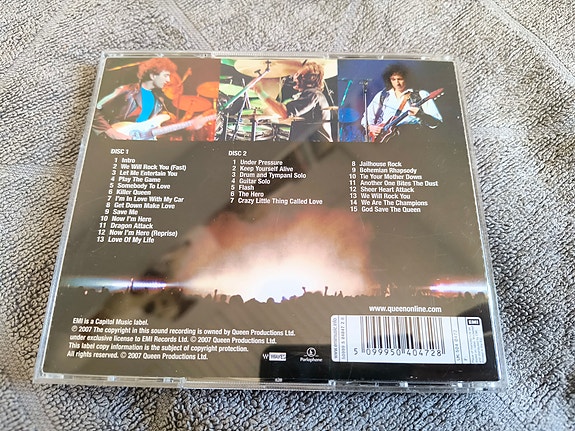 DISC 1
1 Intro
2 We Will Rock You (Fast)
3 Let Me Entertain You
4 Play The Game
5 Somebody To Love
6 Killer Queen
7 I'm In Love With My Car
8 Get Down Make Love
9 Save Me
10 Now I'm Here
11 Dragon Attack
12 Now I'm Here (Reprise)
13 Love Of My Life
DISC 2
1 Under Pressure
2 Keep Yourself Alive
3 Drum and Tympani Solo
4 Guitar Solo
5 Flash
6 The Hero
7 Crazy Little Thing Called Love
8 Jailhouse Rock
9 Bohemian Rhapsody
10 Tie Your Mother Down
11 Another One Bites The Dust
12 Sheer Heart Attack
13 We Will Rock You
14 We Are The Champions
15 God Save The Queen
EMI is a Capitol Music label.
℗ 2007 The copyright in this sound recording is owned by Queen Productions Ltd.
under exclusive license to EMI Records Ltd. © 2007 Queen Productions Ltd.
This label copy information is the subject of copyright protection.
All rights reserved. © 2007 Queen Productions Ltd.
Parlophone
www.queenonline.com
5 099950 404728
EMI